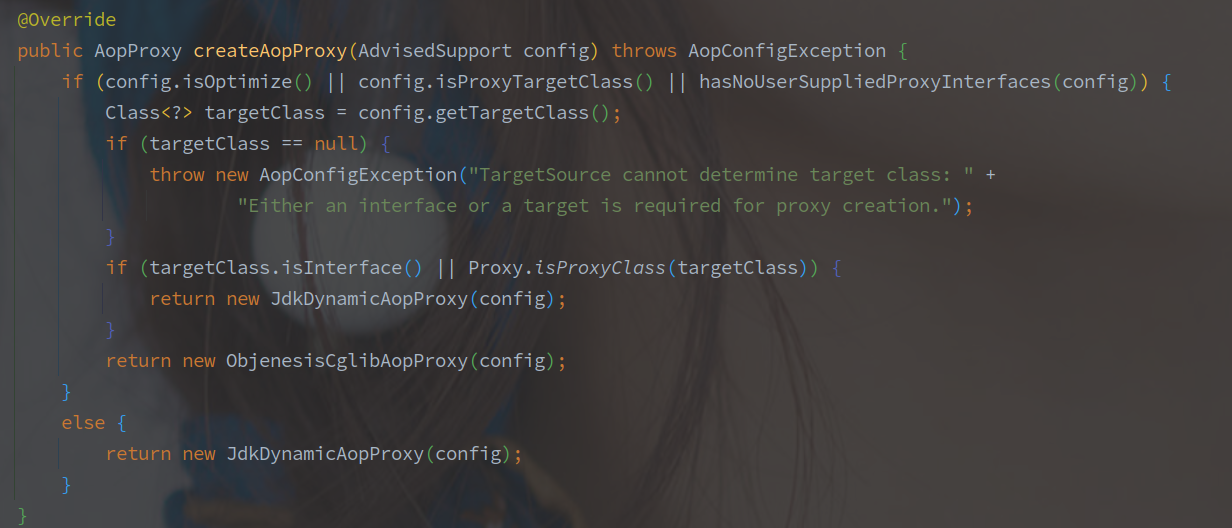 @Override
public AopProxy createAopProxy(AdvisedSupport config) throws AopConfigException {
    if (config.isOptimize() || config.isProxyTargetClass() || hasNoUserSuppliedProxyInterfaces(config)) {
        Class<?> targetClass = config.getTargetClass();
        if (targetClass == null) {
            throw new AopConfigException("TargetSource cannot determine target class: " +
                    "Either an interface or a target is required for proxy creation.");
        }
        if (targetClass.isInterface() || Proxy.isProxyClass(targetClass)) {
            return new JdkDynamicAopProxy(config);
        }
        return new ObjenesisCglibAopProxy(config);
    }
    else {
        return new JdkDynamicAopProxy(config);
    }
}